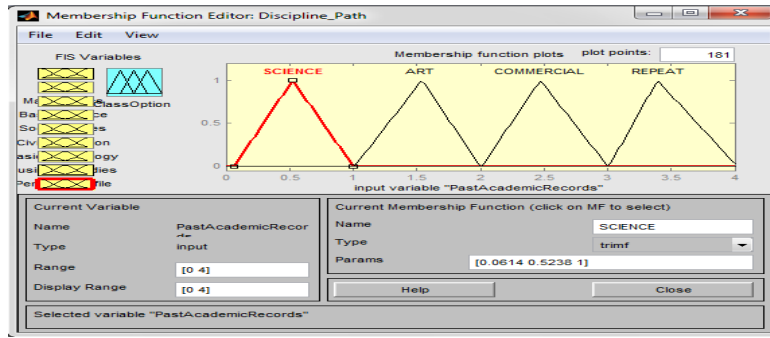 Membership Function Editor: Discipline_Path
File Edit View
FIS Variables
Membership function plots
plot points:
181
SCIENCE ART COMMERCIAL REPEAT
ClassOption
1
0.5
0
0 0.5 1 1.5 2 2.5 3 3.5 4
input variable "PastAcademicRecords"
Current Variable
Name PastAcademicRecor
Type input
Range [0 4]
Display Range [0 4]
Current Membership Function (click on MF to select)
Name SCIENCE
Type trimf
Params [0.0614 0.5238 1]
Help Close
Selected variable "PastAcademicRecords"